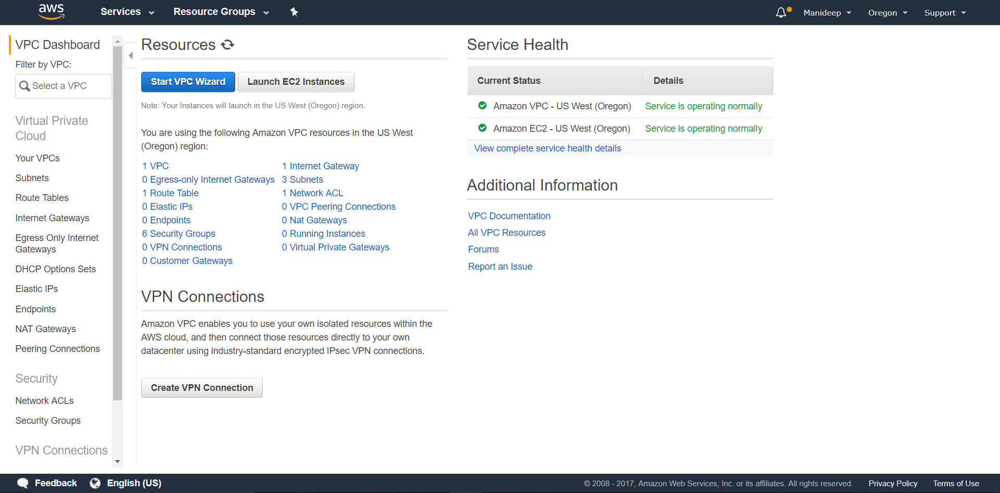 aws
Services
Resource Groups
Manideep
Oregon
Support
VPC Dashboard
Filter by VPC:
Select a VPC
Virtual Private
Cloud
Your VPCs
Subnets
Route Tables
Internet Gateways
Egress Only Internet
Gateways
DHCP Options Sets
Elastic IPs
Endpoints
NAT Gateways
Peering Connections
Security
Network ACLs
Security Groups
VPN Connections
Resources
Start VPC Wizard
Launch EC2 Instances
Note: Your Instances will launch in the US West (Oregon) region.
You are using the following Amazon VPC resources in the US West
(Oregon) region:
1 VPC
1 Internet Gateway
0 Egress-only Internet Gateways
3 Subnets
1 Route Table
1 Network ACL
0 Elastic IPs
0 VPC Peering Connections
0 Endpoints
0 Nat Gateways
6 Security Groups
0 Running Instances
0 VPN Connections
0 Virtual Private Gateways
0 Customer Gateways
VPN Connections
Amazon VPC enables you to use your own isolated resources within the
AWS cloud, and then connect those resources directly to your own
datacenter using industry-standard encrypted IPsec VPN connections.
Create VPN Connection
Service Health
Current Status
Details
Amazon VPC - US West (Oregon)
Service is operating normally
Amazon EC2 - US West (Oregon)
Service is operating normally
View complete service health details
Additional Information
VPC Documentation
All VPC Resources
Forums
Report an Issue
Feedback
English (US)
© 2008 - 2017, Amazon Web Services, Inc. or its affiliates. All rights reserved.
Privacy Policy
Terms of Use